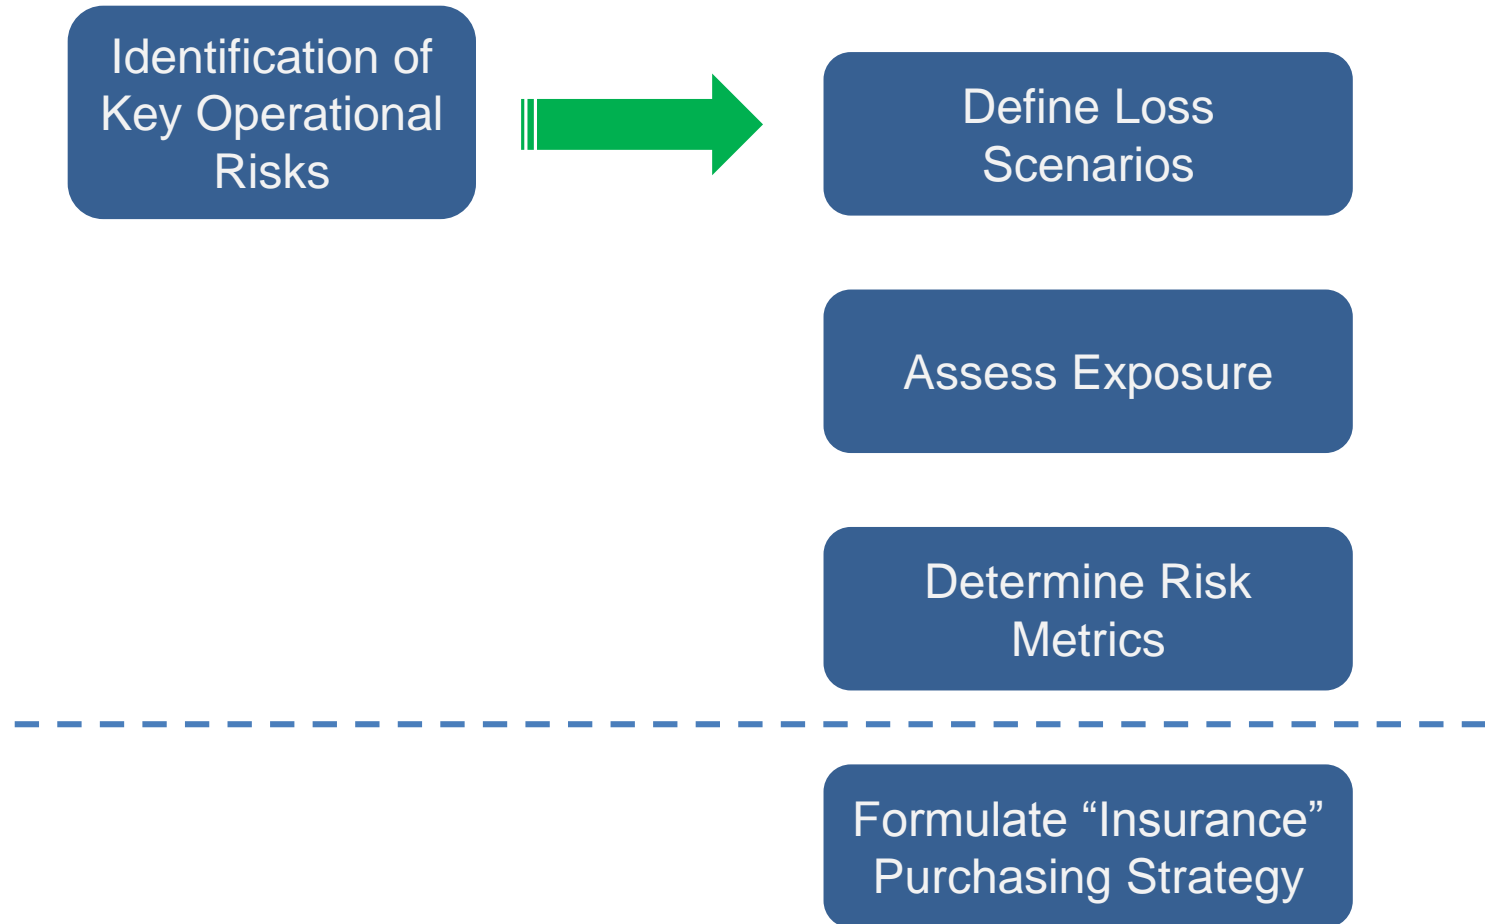 Identification of
Key Operational
Risks
Define Loss
Scenarios
Assess Exposure
Determine Risk
Metrics
Formulate “Insurance”
Purchasing Strategy